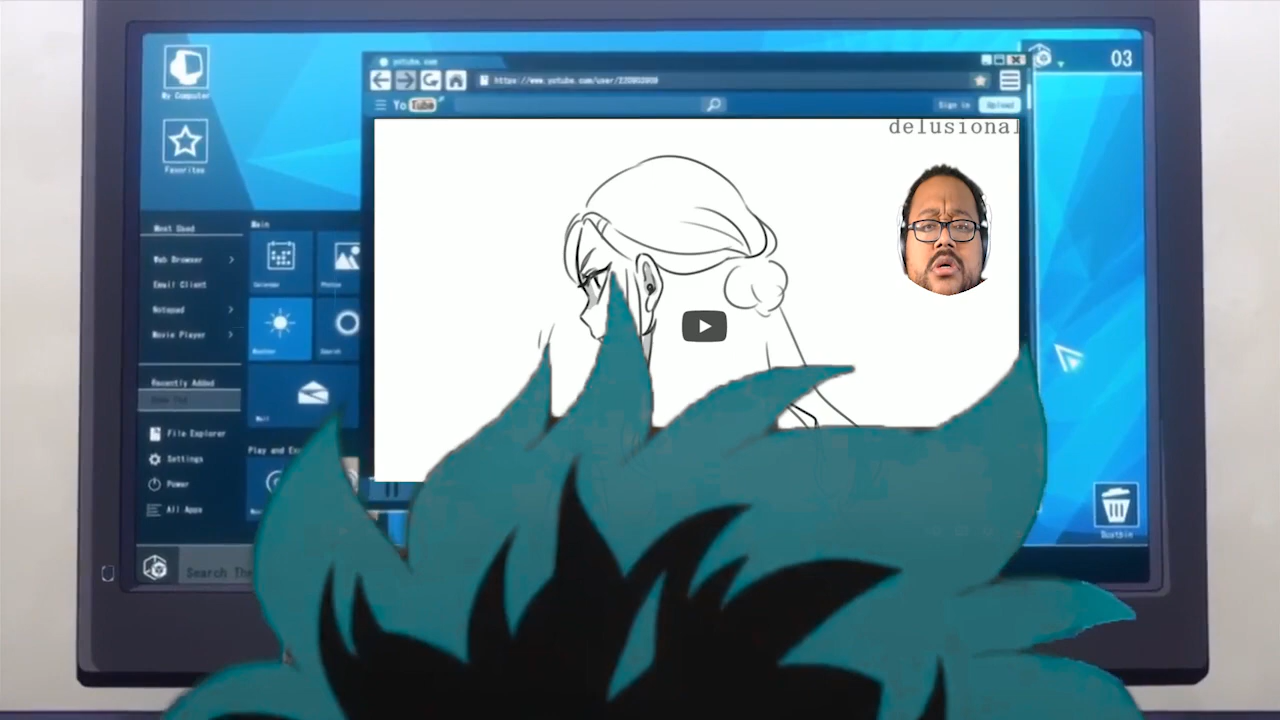 03
My Computer
yotube.com
https://www.yotube.com/user/
YoTube
Sign in
Upload
delusional
Favorites
Most Used
Main
Web Browser
Email Client
Calendar
Photos
Notepad
Movie Player
Weather
Search
Recently Added
Mail
File Explorer
Settings
Play and
Power
All Apps
Dustbin
Search The